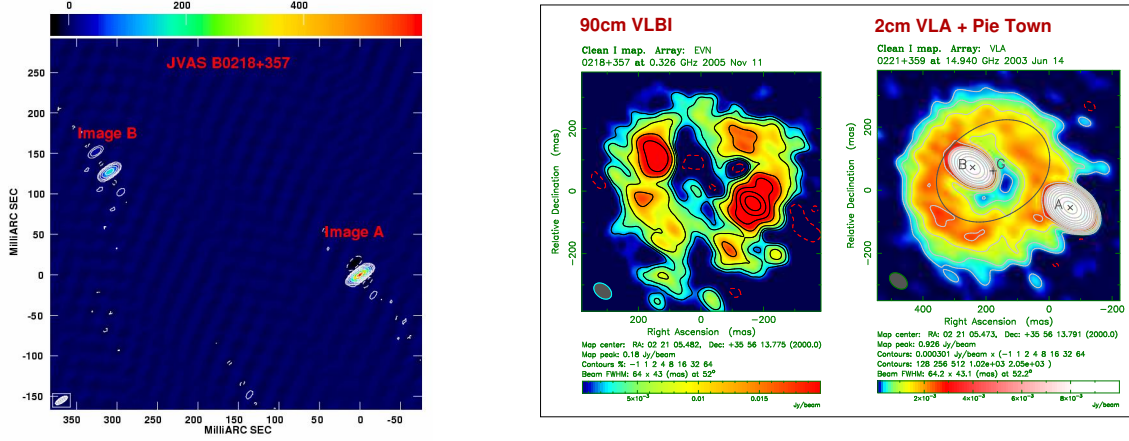 0 200 400
JVAS B0218+357
Image B
Image A
MilliARC SEC
250
200
150
100
50
0
-50
-100
-150
350 300 250 200 150 100 50 0 -50
MilliARC SEC
90cm VLBI
Clean I map. Array: EVN
0218+357 at 0.326 GHz 2005 Nov 11
Relative Declination (mas)
200
0
-200
200 0 -200
Right Ascension (mas)
Map center: RA: 02 21 05.482, Dec: +35 56 13.775 (2000.0)
Map peak: 0.18 Jy/beam
Contours %: -1 1 2 4 8 16 32 64
Beam FWHM: 64 x 43 (mas) at 52°
5×10⁻³ 0.01 0.015
Jy/beam
2cm VLA + Pie Town
Clean I map. Array: VLA
0221+359 at 14.940 GHz 2003 Jun 14
Relative Declination (mas)
200
0
-200
B
G
A
400 200 0 -200
Right Ascension (mas)
Map center: RA: 02 21 05.473, Dec: +35 56 13.791 (2000.0)
Map peak: 0.926 Jy/beam
Contours: 0.000301 Jy/beam x (-1 1 2 4 8 16 32 64
Contours: 128 256 512 1.02e+03 2.05e+03 )
Beam FWHM: 64.2 x 43.1 (mas) at 52.2°
2×10⁻³ 4×10⁻³ 6×10⁻³ 8×10⁻³
Jy/beam